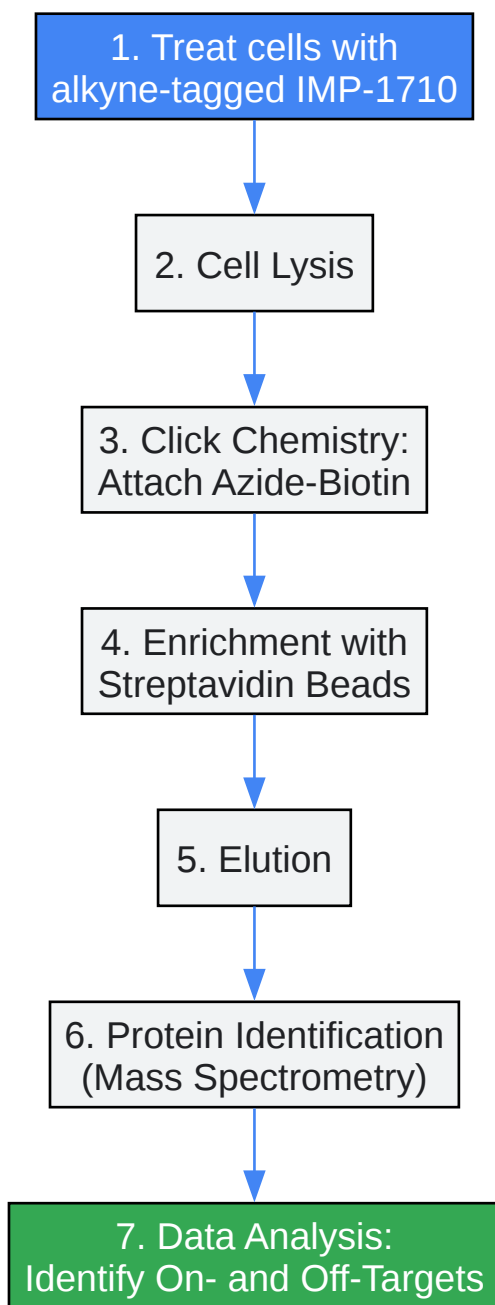 1. Treat cells with
alkyne-tagged IMP-1710
2. Cell Lysis
3. Click Chemistry:
Attach Azide-Biotin
4. Enrichment with
Streptavidin Beads
5. Elution
6. Protein Identification
(Mass Spectrometry)
7. Data Analysis:
Identify On- and Off-Targets